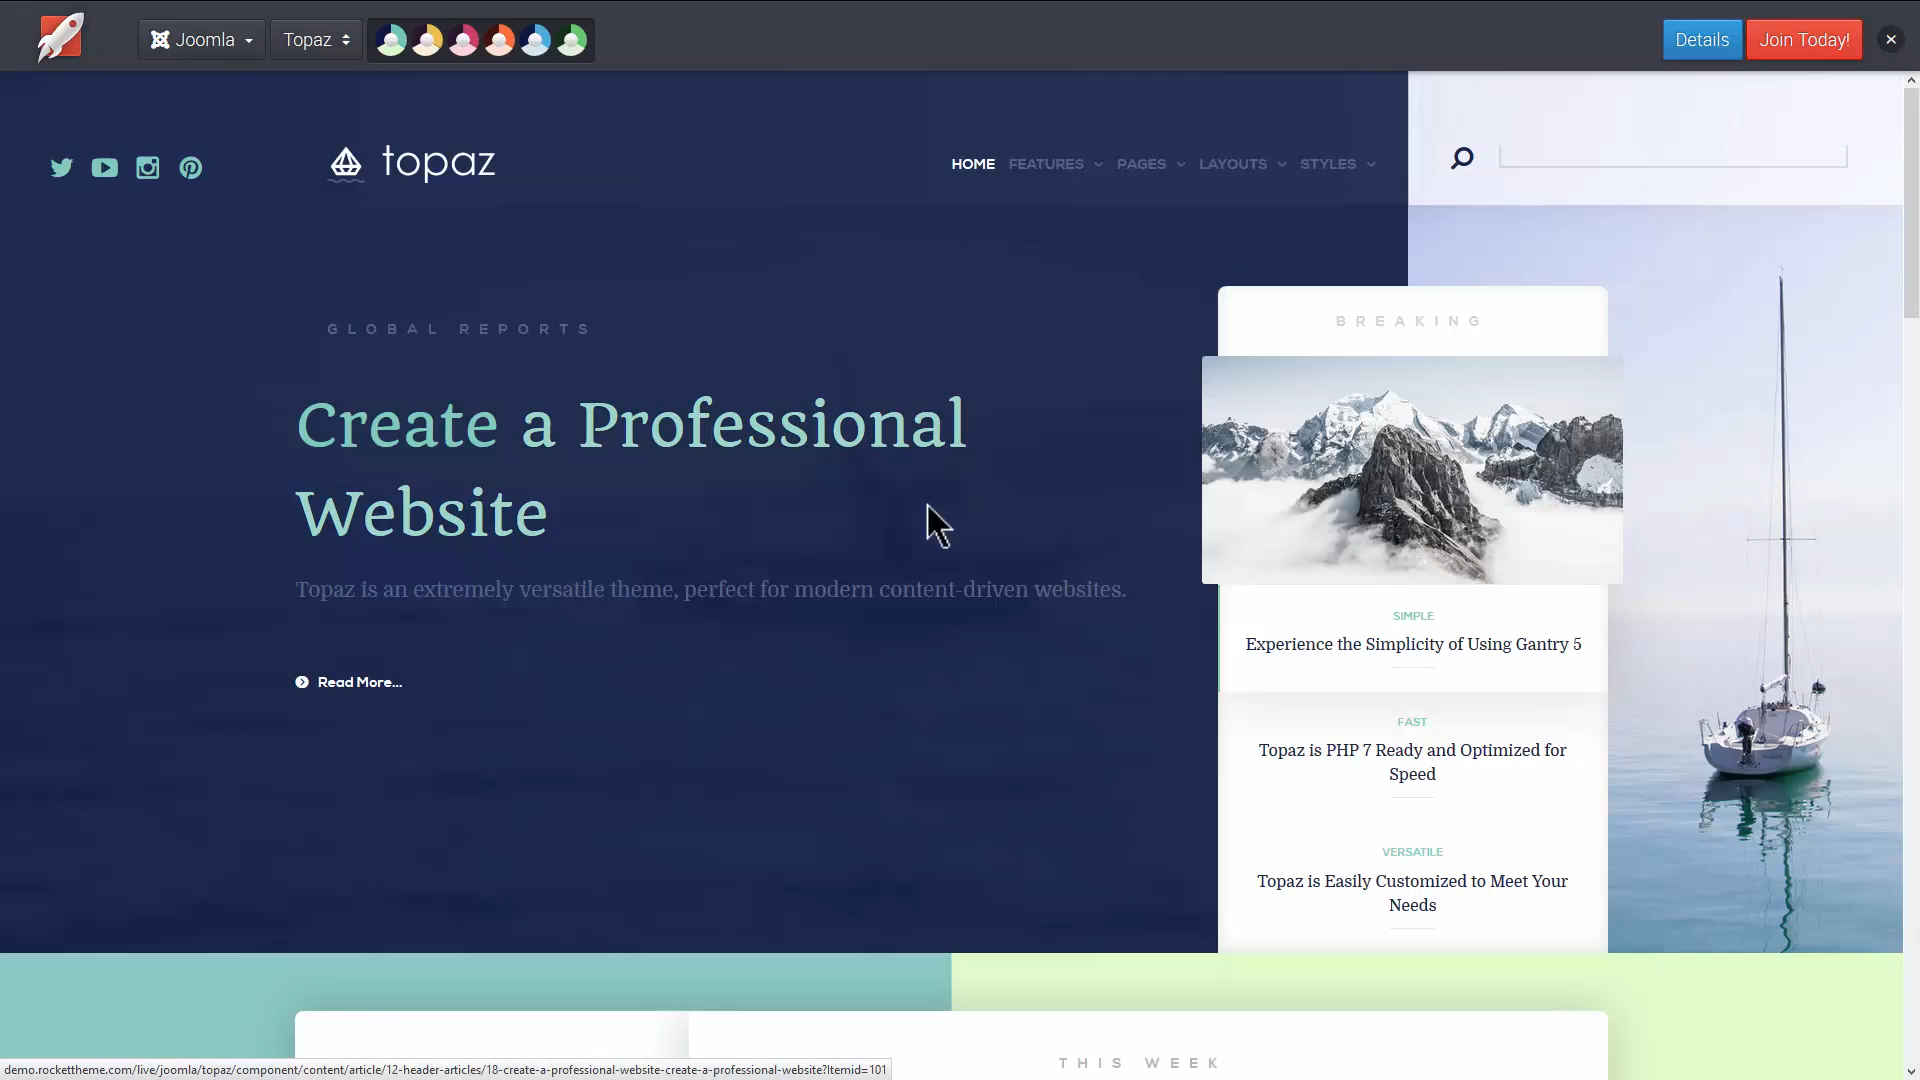 Joomla
Topaz
Details
Join Today!
topaz
HOME FEATURES PAGES LAYOUTS STYLES
GLOBAL REPORTS
Create a Professional
Website
Topaz is an extremely versatile theme, perfect for modern content-driven websites.
Read More...
BREAKING
SIMPLE
Experience the Simplicity of Using Gantry 5
FAST
Topaz is PHP 7 Ready and Optimized for
Speed
VERSATILE
Topaz is Easily Customized to Meet Your
Needs
THIS WEEK
demo.rockettheme.com/live/joomla/topaz/component/content/article/12-header-articles/18-create-a-professional-website-create-a-professional-website?Itemid=101